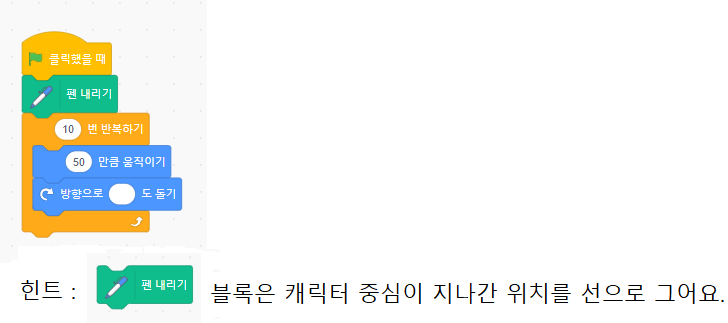 클릭했을 때
펜 내리기
10 번 반복하기
50 만큼 움직이기
방향으로 도 돌기
힌트 : 펜 내리기 블록은 캐릭터 중심이 지나간 위치를 선으로 그어요.